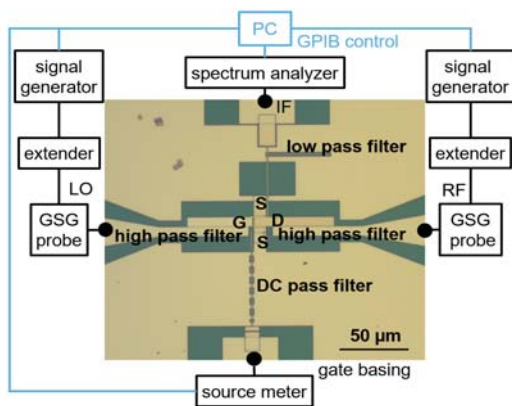 PC
GPIB control
signal
generator
spectrum analyzer
signal
generator
IF
extender
low pass filter
extender
LO
RF
S
GSG
probe
G
D
GSG
probe
high pass filter
S
high pass filter
DC pass filter
50 µm
gate basing
source meter